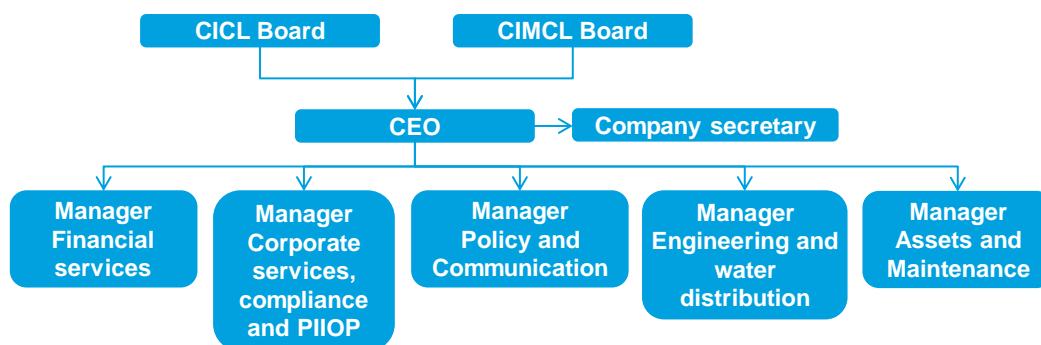 CICL Board
CIMCL Board
CEO
Company secretary
Manager
Financial
services
Manager
Corporate
services,
compliance
and PIIOP
Manager
Policy and
Communication
Manager
Engineering and
water
distribution
Manager
Assets and
Maintenance